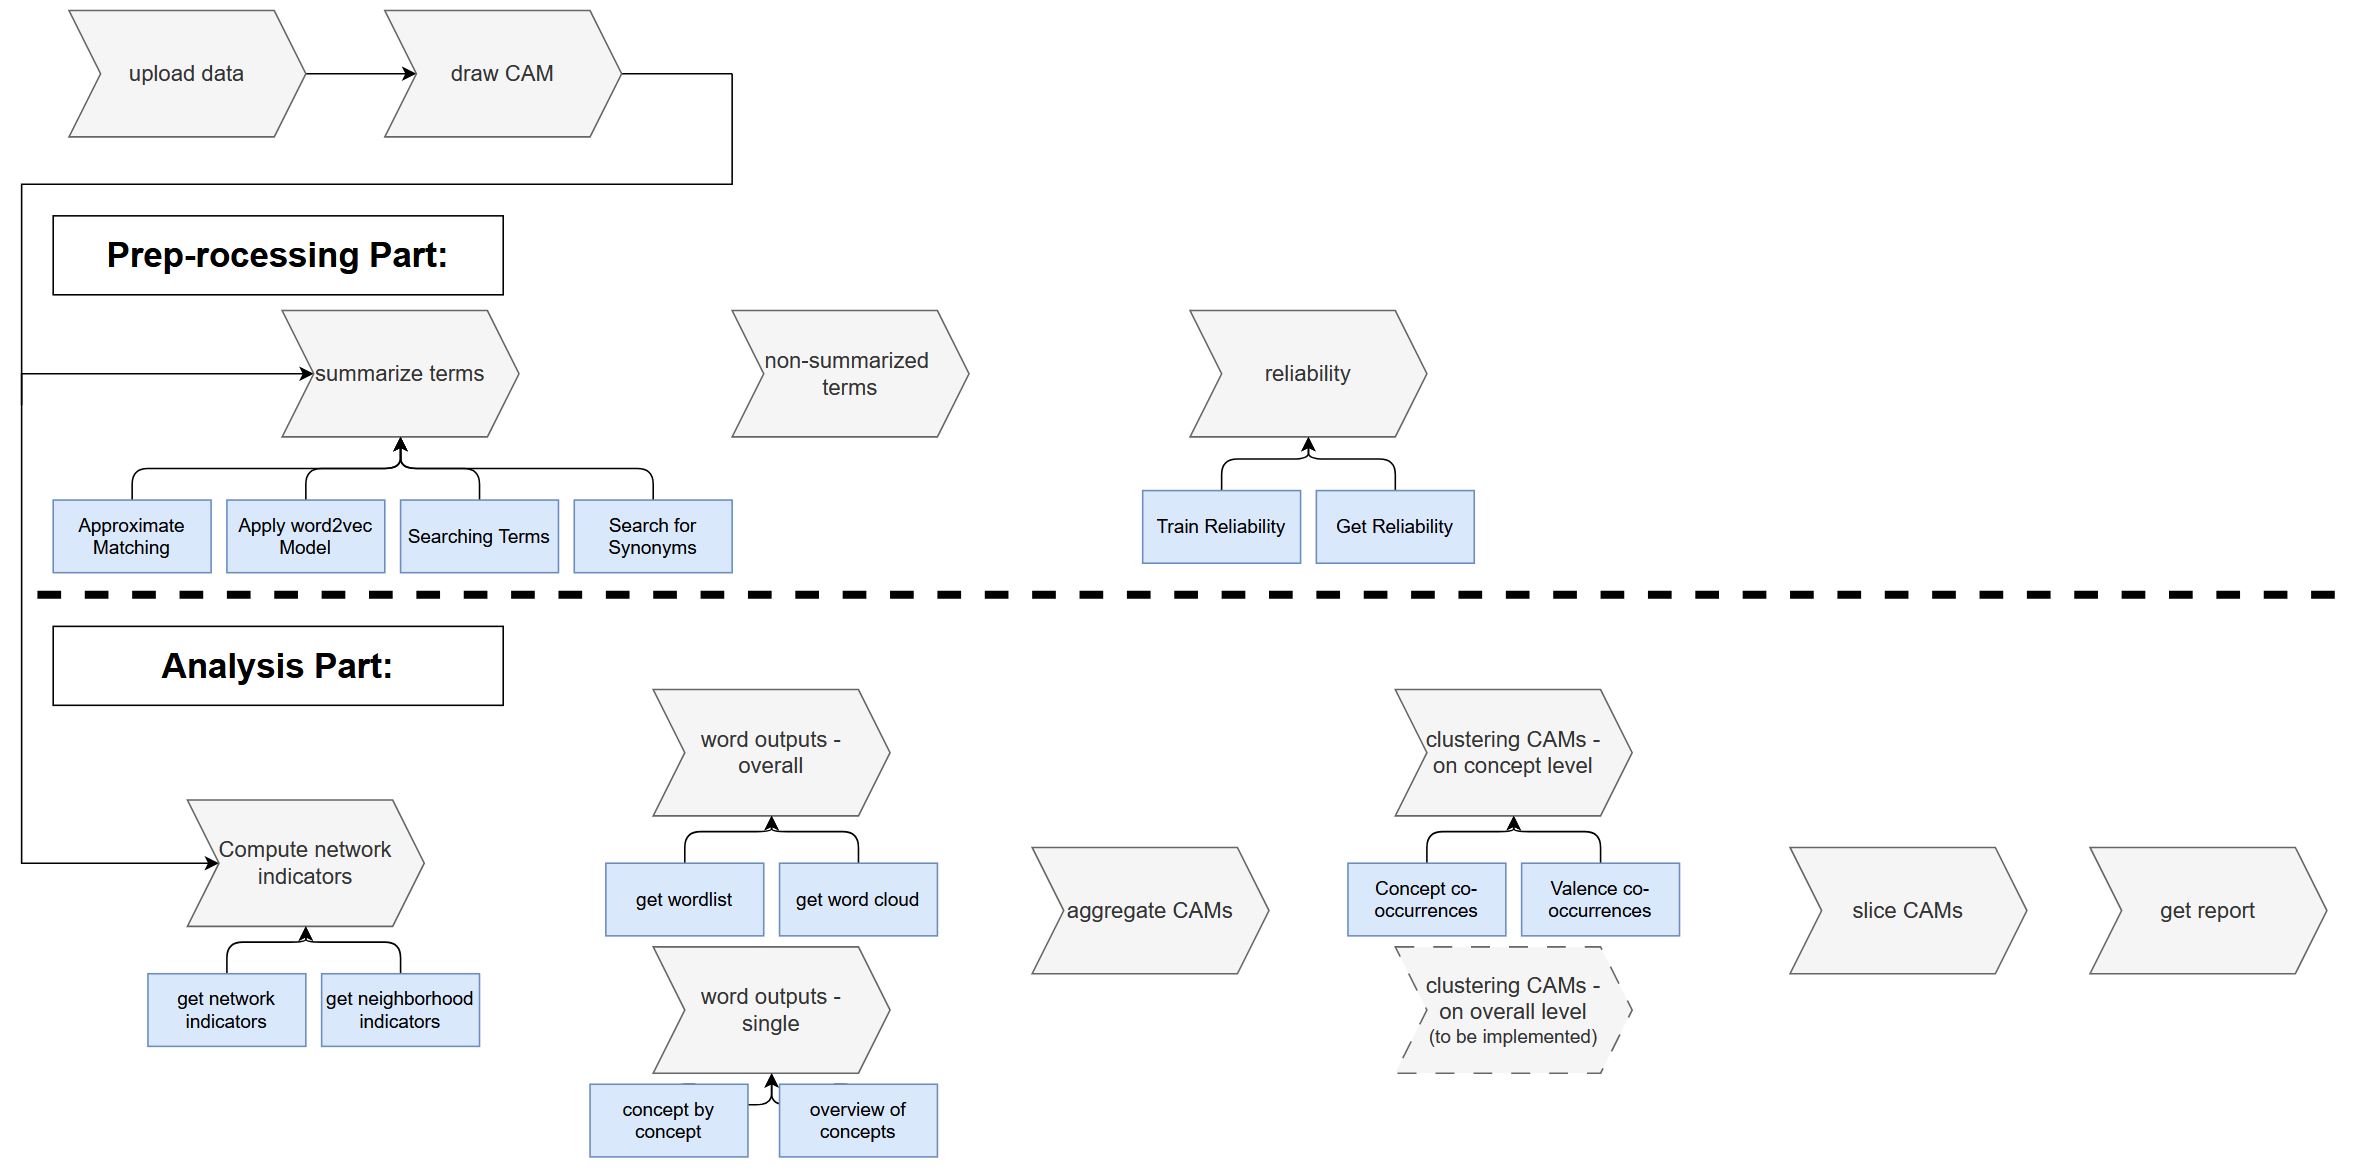 upload data
draw CAM
Prep-rocessing Part:
summarize terms
non-summarized
terms
reliability
Approximate
Matching
Apply word2vec
Model
Searching Terms
Search for
Synonyms
Train Reliability
Get Reliability
Analysis Part:
Compute network
indicators
get network
indicators
get neighborhood
indicators
word outputs -
overall
get wordlist
get word cloud
word outputs -
single
concept by
concept
overview of
concepts
aggregate CAMs
clustering CAMs -
on concept level
Concept co-
occurrences
Valence co-
occurrences
clustering CAMs -
on overall level
(to be implemented)
slice CAMs
get report